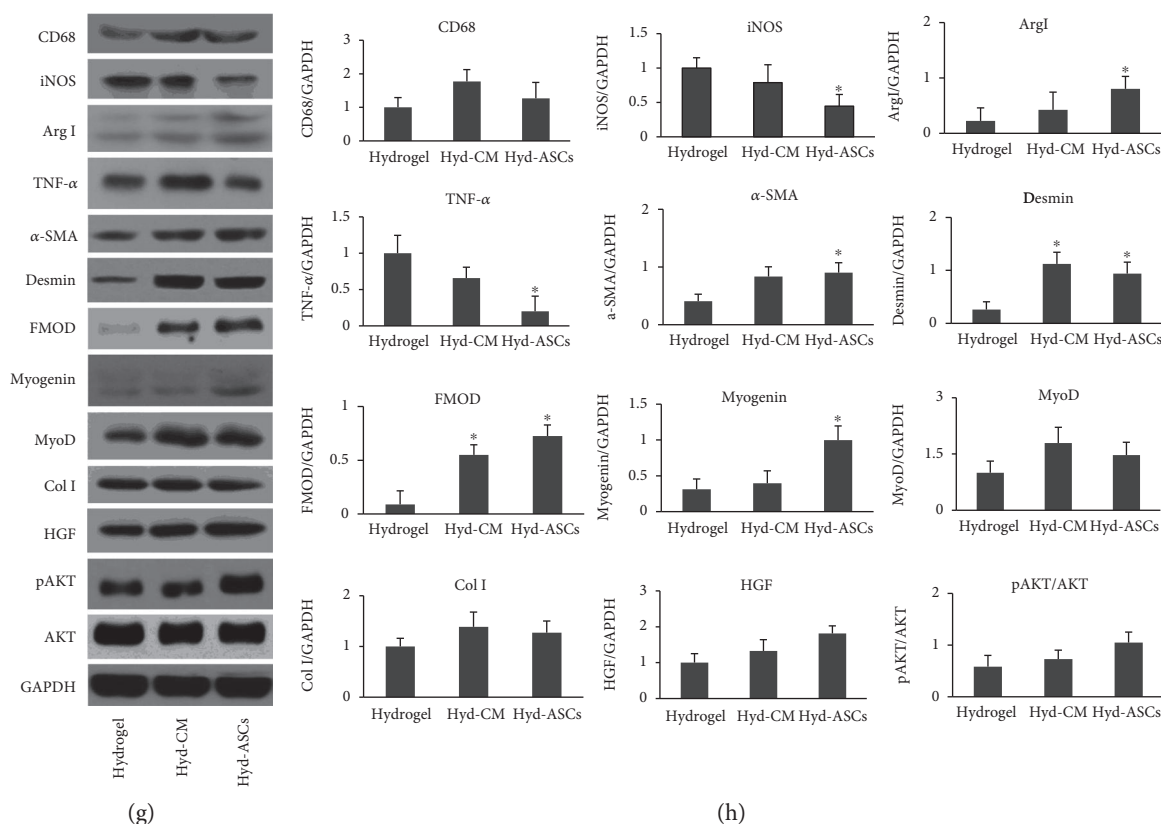 CD68
iNOS
Arg I
TNF-α
α-SMA
Desmin
FMOD
Myogenin
MyoD
Col I
HGF
pAKT
AKT
GAPDH
Hydrogel
Hyd-CM
Hyd-ASCs
(g)
CD68
CD68/GAPDH
3
2
1
0
Hydrogel Hyd-CM Hyd-ASCs
iNOS
iNOS/GAPDH
1.5
1
0.5
0
*
Hydrogel Hyd-CM Hyd-ASCs
ArgI
ArgI/GAPDH
2
1
0
*
Hydrogel Hyd-CM Hyd-ASCs
TNF-α
TNF-α/GAPDH
1.5
1
0.5
0
*
Hydrogel Hyd-CM Hyd-ASCs
α-SMA
a-SMA/GAPDH
2
1
0
*
Hydrogel Hyd-CM Hyd-ASCs
Desmin
Desmin/GAPDH
2
1
0
* *
Hydrogel Hyd-CM Hyd-ASCs
FMOD
FMOD/GAPDH
1
0.5
0
* *
Hydrogel Hyd-CM Hyd-ASCs
Myogenin
Myogenin/GAPDH
1.5
1
0.5
0
*
Hydrogel Hyd-CM Hyd-ASCs
MyoD
MyoD/GAPDH
3
1.5
0
Hydrogel Hyd-CM Hyd-ASCs
Col I
Col I/GAPDH
2
1
0
Hydrogel Hyd-CM Hyd-ASCs
HGF
HGF/GAPDH
3
2
1
0
Hydrogel Hyd-CM Hyd-ASCs
pAKT/AKT
pAKT/AKT
2
1
0
Hydrogel Hyd-CM Hyd-ASCs
(h)